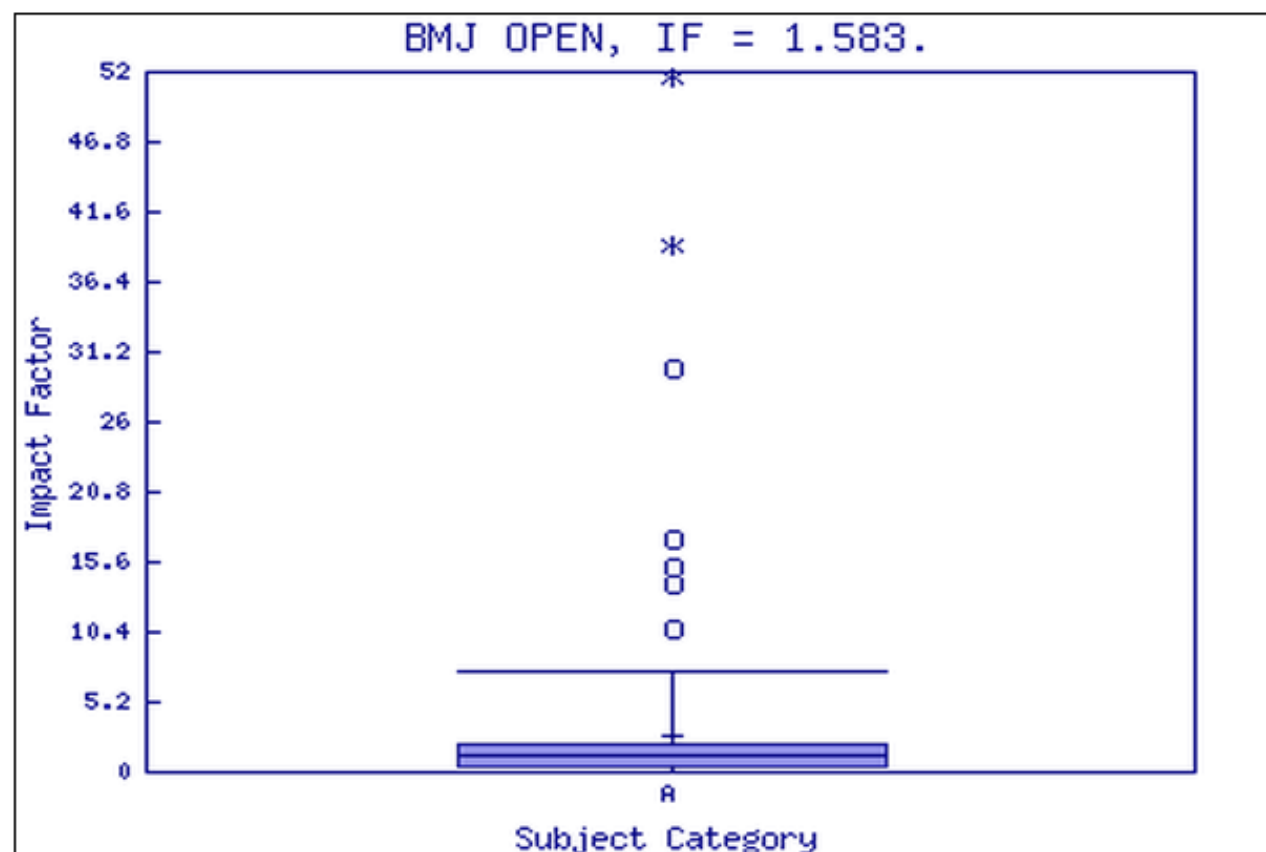 BMJ OPEN, IF = 1.583.
52
46.8
41.6
36.4
31.2
26
20.8
15.6
10.4
5.2
0
Impact Factor
A
Subject Category